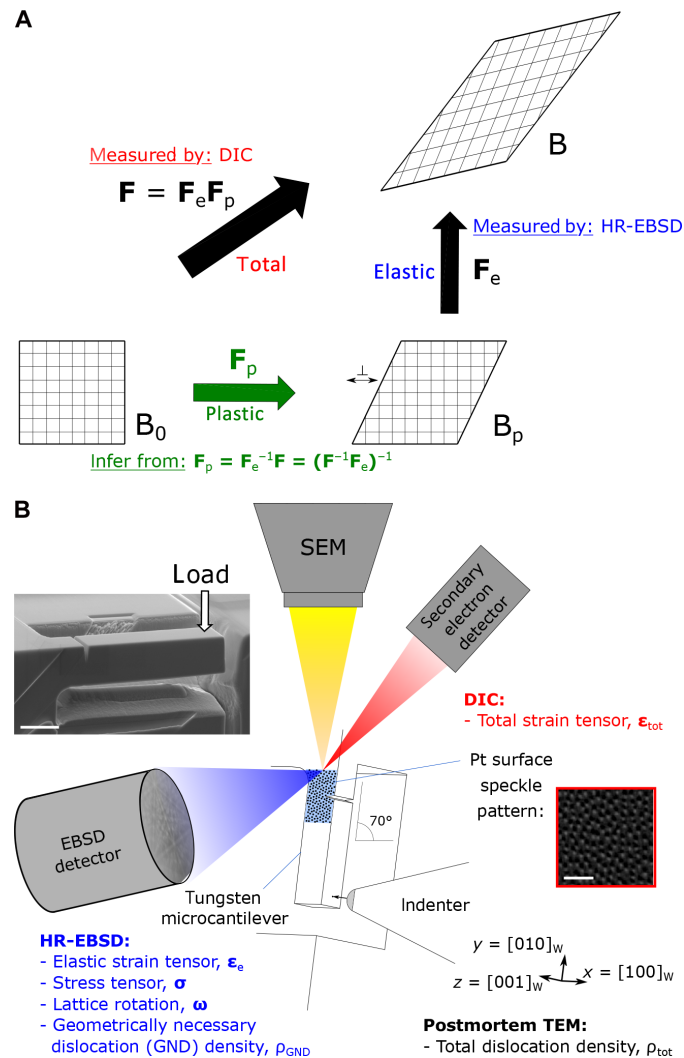 A
Measured by: DIC
F = FₑFₚ
Total
B
Measured by: HR-EBSD
Elastic
Fₑ
Fₚ
Plastic
B₀
⊥
Bₚ
Infer from: Fₚ = Fₑ⁻¹F = (F⁻¹Fₑ)⁻¹
B
SEM
Load
Secondary
electron
detector
DIC:
- Total strain tensor, εtot
Pt surface
speckle
pattern:
70°
EBSD
detector
Tungsten
microcantilever
Indenter
HR-EBSD:
- Elastic strain tensor, εₑ
- Stress tensor, σ
- Lattice rotation, ω
- Geometrically necessary
dislocation (GND) density, ρGND
y = [010]W
z = [001]W
x = [100]W
Postmortem TEM:
- Total dislocation density, ρtot